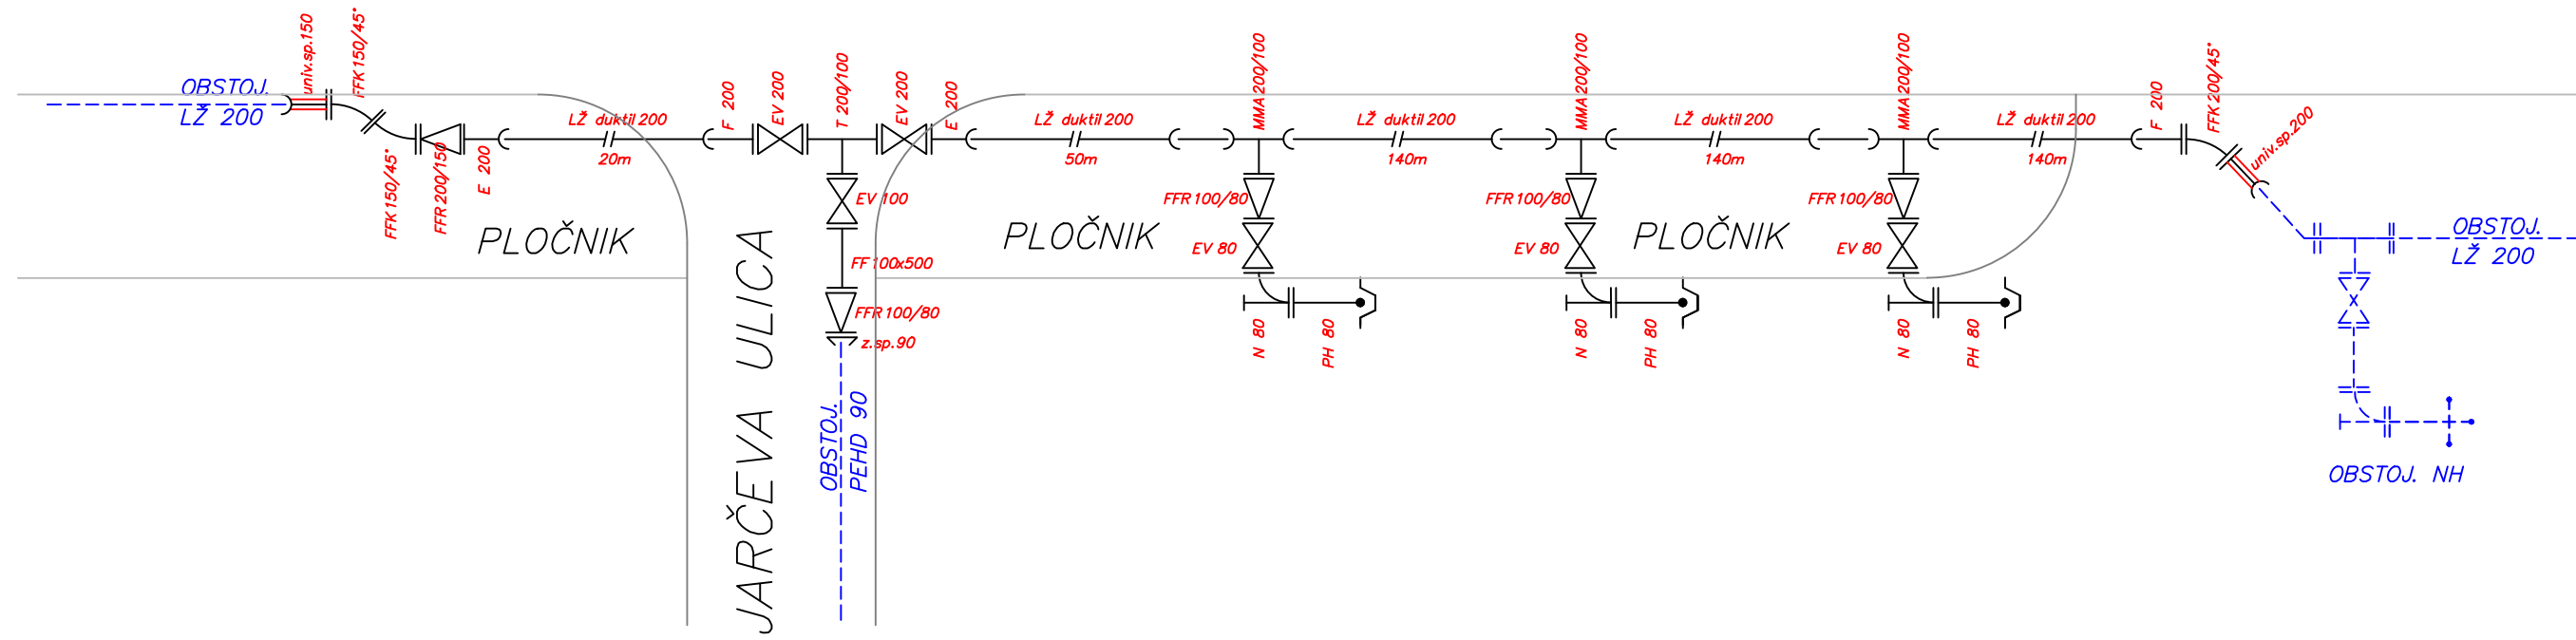 OBSTOJ.
LŽ 200
univ.sp.150
FFK 150/45°
FFK 150/45°
FFR 200/150
E 200
LŽ duktil 200
20m
F 200
EV 200
T 200/100
EV 200
E 200
LŽ duktil 200
50m
MMA 200/100
LŽ duktil 200
140m
MMA 200/100
LŽ duktil 200
140m
MMA 200/100
LŽ duktil 200
140m
F 200
FFK 200/45°
univ.sp.200
OBSTOJ.
LŽ 200
PLOČNIK
EV 100
FF 100x500
FFR 100/80
z.sp.90
PLOČNIK
FFR 100/80
EV 80
N 80
PH 80
FFR 100/80
EV 80
N 80
PH 80
PLOČNIK
FFR 100/80
EV 80
N 80
PH 80
JARČEVA ULICA
OBSTOJ.
PEHD 90
OBSTOJ. NH